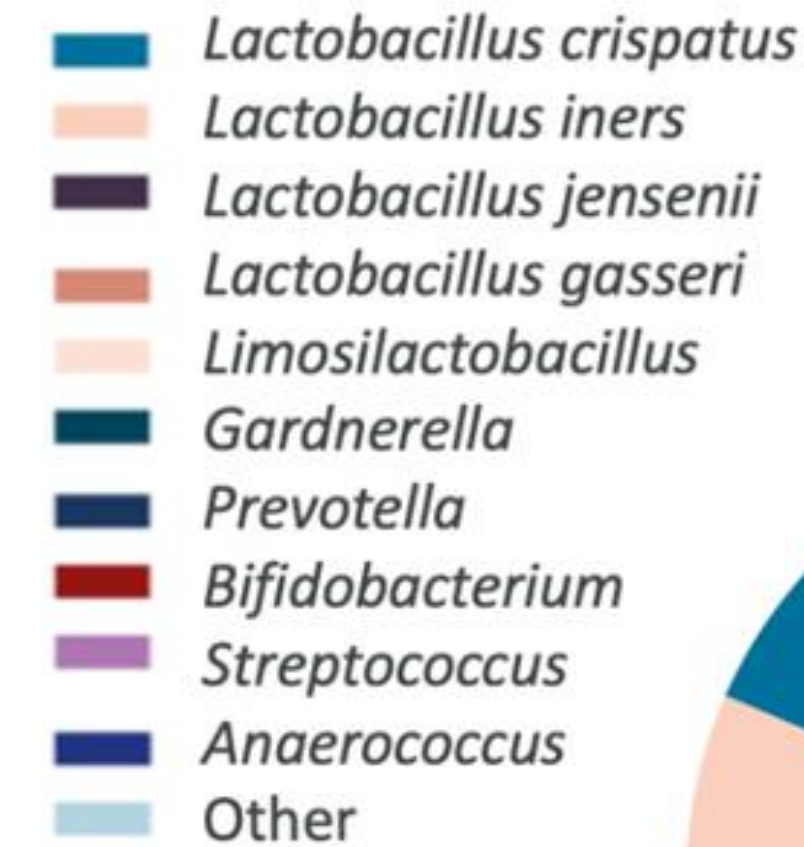 Lactobacillus crispatus
Lactobacillus iners
Lactobacillus jensenii
Lactobacillus gasseri
Limosilactobacillus
Gardnerella
Prevotella
Bifidobacterium
Streptococcus
Anaerococcus
Other